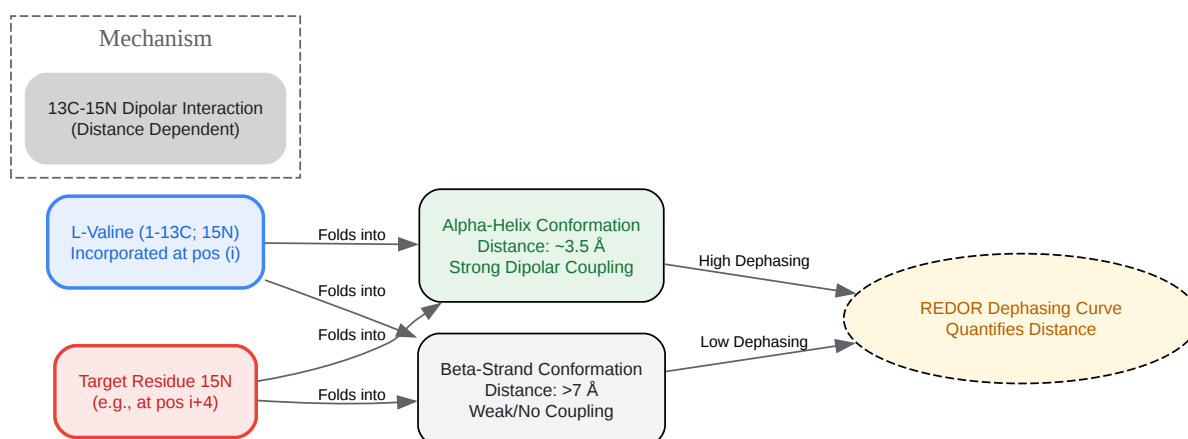 Mechanism
13C-15N Dipolar Interaction
(Distance Dependent)
L-Valine (1-13C; 15N)
Incorporated at pos (i)
Target Residue 15N
(e.g., at pos i+4)
Folds into
Folds into
Folds into
Folds into
Alpha-Helix Conformation
Distance: ~3.5 Å
Strong Dipolar Coupling
Beta-Strand Conformation
Distance: >7 Å
Weak/No Coupling
High Dephasing
Low Dephasing
REDOR Dephasing Curve
Quantifies Distance